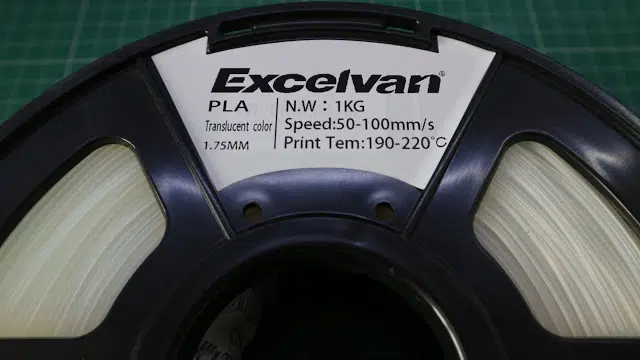 Excelvan®
PLA
Translucent color
1.75MM
N.W：1KG
Speed:50-100mm/s
Print Tem:190-220°C